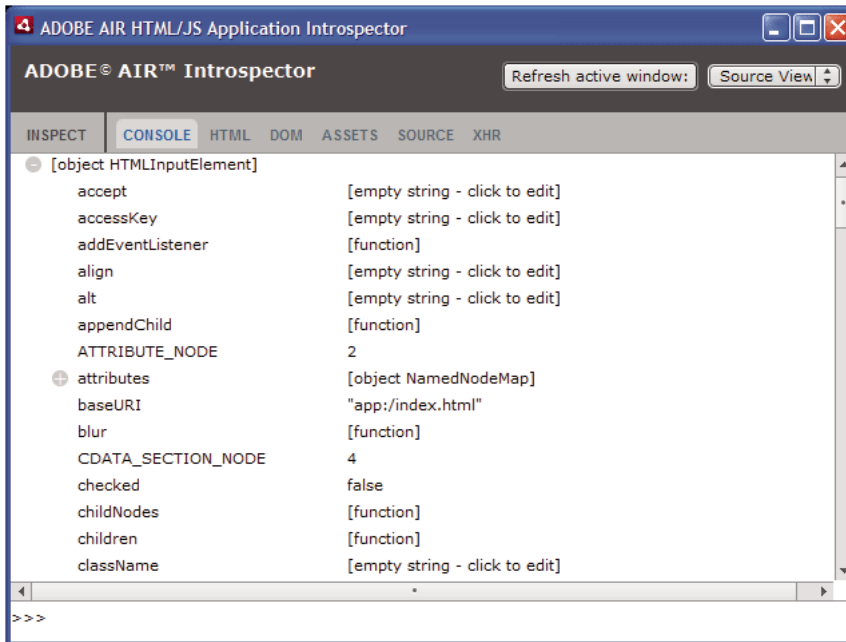 ADOBE AIR HTML/JS Application Introspector
ADOBE© AIR™ Introspector
Refresh active window:
Source View
INSPECT CONSOLE HTML DOM ASSETS SOURCE XHR
[object HTMLInputElement]
accept [empty string - click to edit]
accessKey [empty string - click to edit]
addEventListener [function]
align [empty string - click to edit]
alt [empty string - click to edit]
appendChild [function]
ATTRIBUTE_NODE 2
attributes [object NamedNodeMap]
baseURI "app:/index.html"
blur [function]
CDATA_SECTION_NODE 4
checked false
childNodes [function]
children [function]
className [empty string - click to edit]
>>>